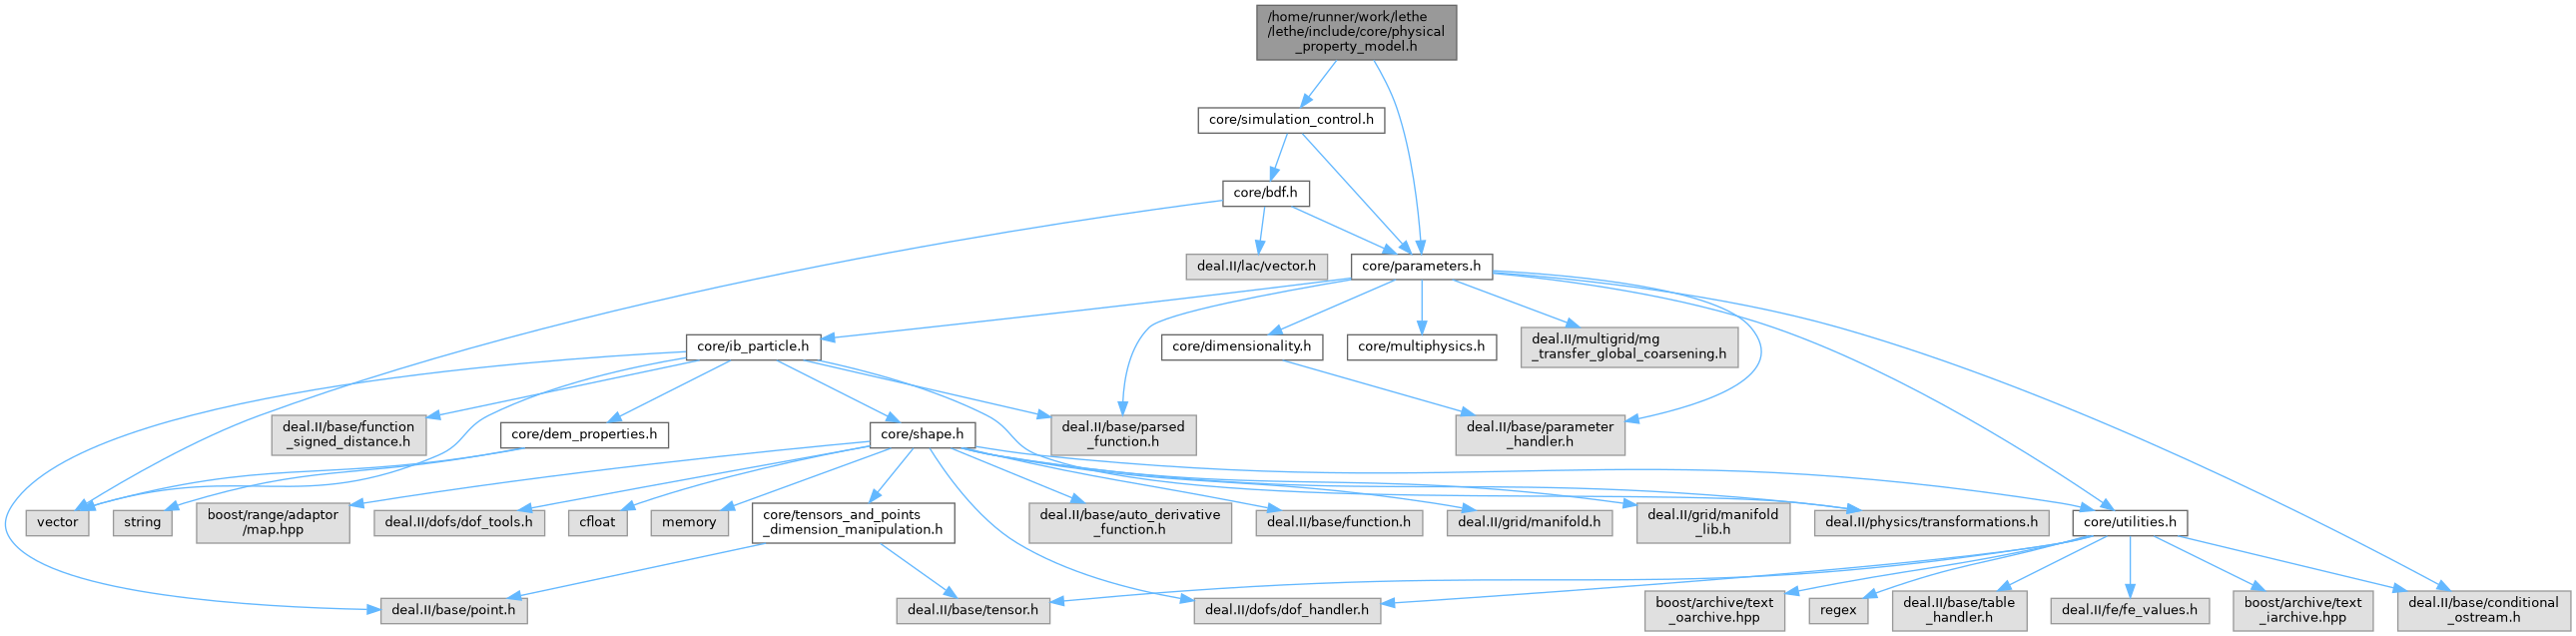 /home/runner/work/lethe
/lethe/include/core/physical
_property_model.h
core/simulation_control.h
core/bdf.h
deal.II/lac/vector.h
core/parameters.h
core/ib_particle.h
core/dimensionality.h
core/multiphysics.h
deal.II/multigrid/mg
_transfer_global_coarsening.h
deal.II/base/function
_signed_distance.h
core/dem_properties.h
core/shape.h
deal.II/base/parsed
_function.h
deal.II/base/parameter
_handler.h
vector
string
boost/range/adaptor
/map.hpp
deal.II/dofs/dof_tools.h
cfloat
memory
core/tensors_and_points
_dimension_manipulation.h
deal.II/base/auto_derivative
_function.h
deal.II/base/function.h
deal.II/grid/manifold.h
deal.II/grid/manifold
_lib.h
deal.II/physics/transformations.h
core/utilities.h
deal.II/base/point.h
deal.II/base/tensor.h
deal.II/dofs/dof_handler.h
boost/archive/text
_oarchive.hpp
regex
deal.II/base/table
_handler.h
deal.II/fe/fe_values.h
boost/archive/text
_iarchive.hpp
deal.II/base/conditional
_ostream.h